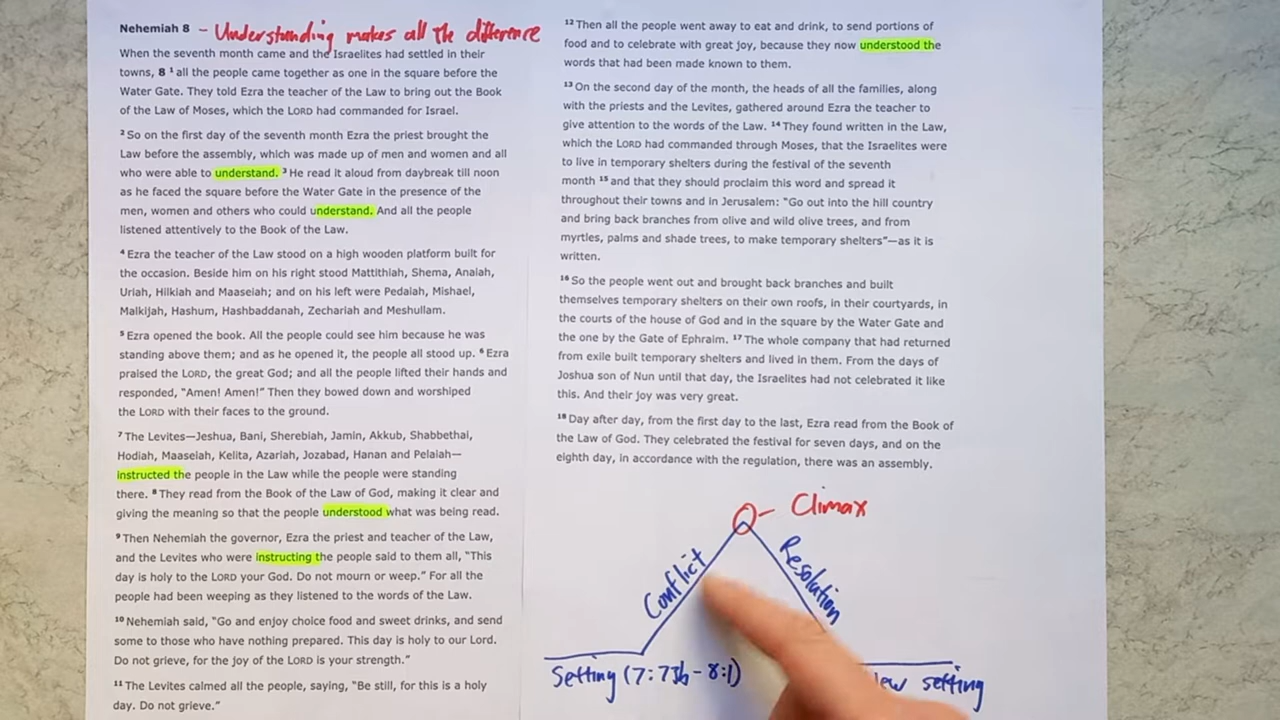 Nehemiah 8 - Understanding makes all the difference
When the seventh month came and the Israelites had settled in their
towns, 8 1 all the people came together as one in the square before the
Water Gate. They told Ezra the teacher of the Law to bring out the Book
of the Law of Moses, which the LORD had commanded for Israel.
2 So on the first day of the seventh month Ezra the priest brought the
Law before the assembly, which was made up of men and women and all
who were able to understand. 3 He read it aloud from daybreak till noon
as he faced the square before the Water Gate in the presence of the
men, women and others who could understand. And all the people
listened attentively to the Book of the Law.
4 Ezra the teacher of the Law stood on a high wooden platform built for
the occasion. Beside him on his right stood Mattithiah, Shema, Anaiah,
Uriah, Hilkiah and Maaseiah; and on his left were Pedaiah, Mishael,
Malkijah, Hashum, Hashbaddanah, Zechariah and Meshullam.
5 Ezra opened the book. All the people could see him because he was
standing above them; and as he opened it, the people all stood up. 6 Ezra
praised the LORD, the great God; and all the people lifted their hands and
responded, “Amen! Amen!” Then they bowed down and worshiped
the LORD with their faces to the ground.
7 The Levites—Jeshua, Bani, Sherebiah, Jamin, Akkub, Shabbethai,
Hodiah, Maaseiah, Kelita, Azariah, Jozabad, Hanan and Pelaiah—
instructed the people in the Law while the people were standing
there. 8 They read from the Book of the Law of God, making it clear and
giving the meaning so that the people understood what was being read.
9 Then Nehemiah the governor, Ezra the priest and teacher of the Law,
and the Levites who were instructing the people said to them all, “This
day is holy to the LORD your God. Do not mourn or weep.” For all the
people had been weeping as they listened to the words of the Law.
10 Nehemiah said, “Go and enjoy choice food and sweet drinks, and send
some to those who have nothing prepared. This day is holy to our Lord.
Do not grieve, for the joy of the LORD is your strength.”
11 The Levites calmed all the people, saying, “Be still, for this is a holy
day. Do not grieve.”
12 Then all the people went away to eat and drink, to send portions of
food and to celebrate with great joy, because they now understood the
words that had been made known to them.
13 On the second day of the month, the heads of all the families, along
with the priests and the Levites, gathered around Ezra the teacher to
give attention to the words of the Law. 14 They found written in the Law,
which the LORD had commanded through Moses, that the Israelites were
to live in temporary shelters during the festival of the seventh
month 15 and that they should proclaim this word and spread it
throughout their towns and in Jerusalem: “Go out into the hill country
and bring back branches from olive and wild olive trees, and from
myrtles, palms and shade trees, to make temporary shelters”—as it is
written.
16 So the people went out and brought back branches and built
themselves temporary shelters on their own roofs, in their courtyards, in
the courts of the house of God and in the square by the Water Gate and
the one by the Gate of Ephraim. 17 The whole company that had returned
from exile built temporary shelters and lived in them. From the days of
Joshua son of Nun until that day, the Israelites had not celebrated it like
this. And their joy was very great.
18 Day after day, from the first day to the last, Ezra read from the Book of
the Law of God. They celebrated the festival for seven days, and on the
eighth day, in accordance with the regulation, there was an assembly.
- Climax
Conflict
Resolution
Setting (7:73b - 8:1)
setting